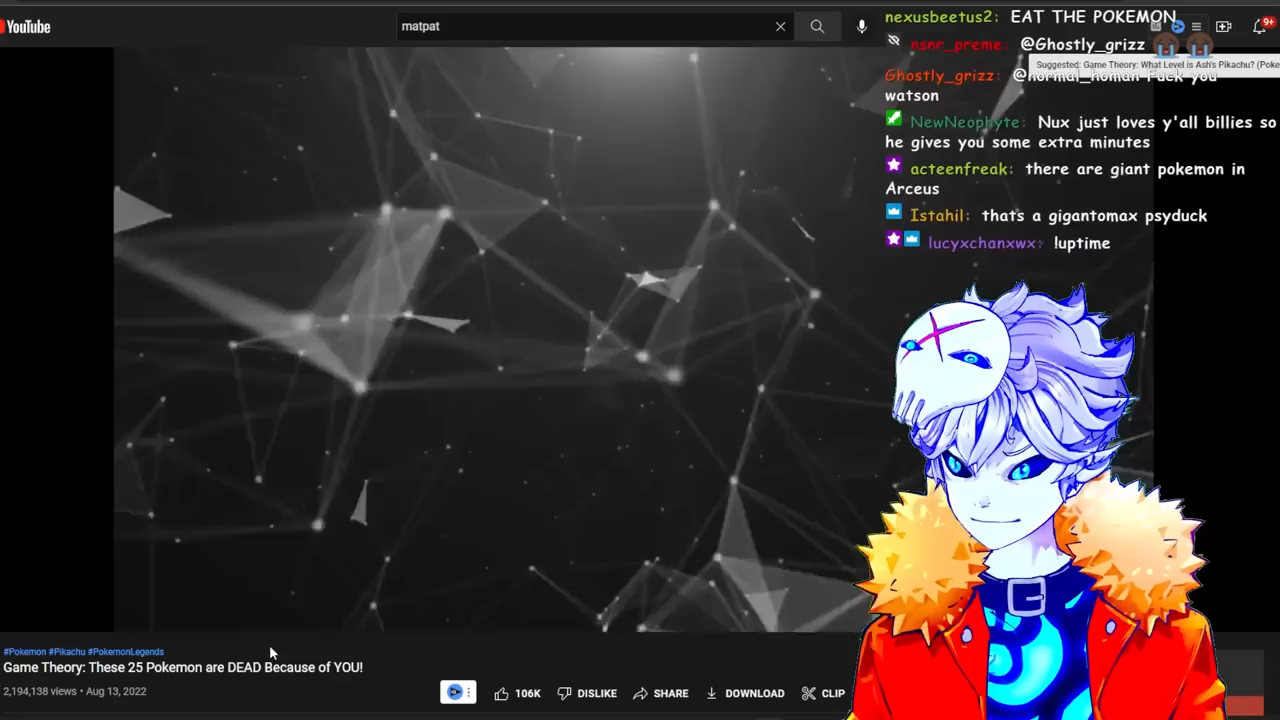 YouTube
matpat
9+
Suggested: Game Theory: What Level is Ash's Pikachu? (Poke
nexusbeetus2: EAT THE POKEMON
nsnr_preme: @Ghostly_grizz
Ghostly_grizz: @normal_homan Fuck you
watson
NewNeophyte: Nux just loves y'all billies so
he gives you some extra minutes
acteenfreak: there are giant pokemon in
Arceus
Istahil: thats a gigantomax psyduck
lucyxchanxwx: !uptime
#Pokemon #Pikachu #PokemonLegends
Game Theory: These 25 Pokemon are DEAD Because of YOU!
2,194,138 views • Aug 13, 2022
106K
DISLIKE
SHARE
DOWNLOAD
CLIP